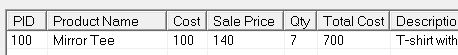 PID Product Name Cost Sale Price Qty Total Cost Descriptio
100 Mirror Tee 100 140 7 700 T-shirt with